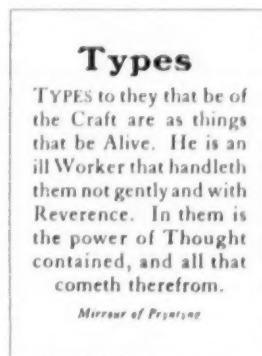 Types
TYPES to they that be of
the Craft are as things
that be Alive. He is an
ill Worker that handleth
them not gently and with
Reverence. In them is
the power of Thought
contained, and all that
cometh therefrom.
Mirrour of Pryntyng